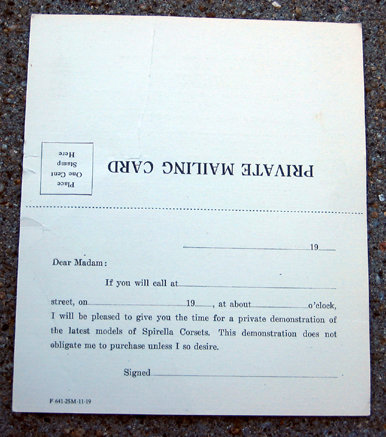 PRIVATE MAILING CARD
Place
One Cent
Stamp
Here
19
Dear Madam:
If you will call at
street, on 19 , at about o'clock,
I will be pleased to give you the time for a private demonstration of
the latest models of Spirella Corsets. This demonstration does not
obligate me to purchase unless I so desire.
Signed
F 641-25M-11-19